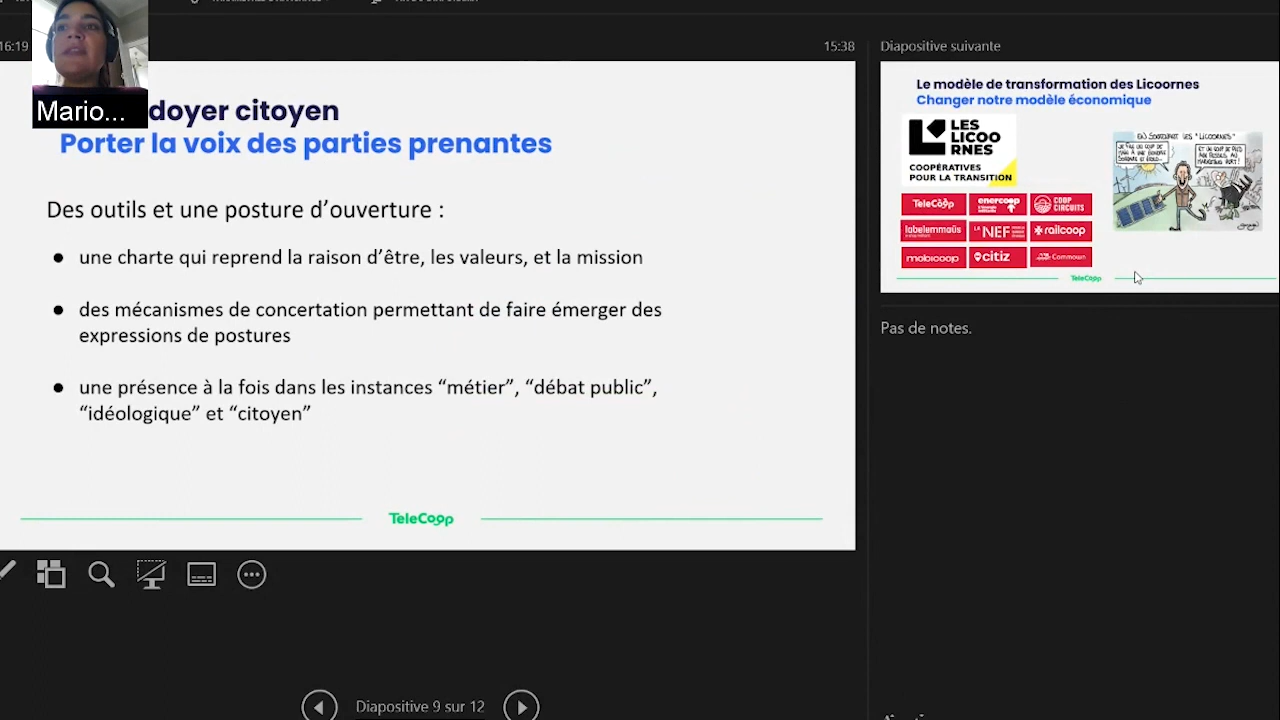 16:19
15:38
Diapositive suivante
Mario...
doyer citoyen
Porter la voix des parties prenantes
Des outils et une posture d’ouverture :
● une charte qui reprend la raison d’être, les valeurs, et la mission
● des mécanismes de concertation permettant de faire émerger des
expressions de postures
● une présence à la fois dans les instances “métier”, “débat public”,
“idéologique” et “citoyen”
TeleCoop
Le modèle de transformation des Licoornes
Changer notre modèle économique
LES
LICOO
RNES
COOPÉRATIVES
POUR LA TRANSITION
TeleCoop
enercoop
COOP
CIRCUITS
labelemmaüs
LA NEF
railcoop
mobicoop
citiz
Commown
TeleCoop
Pas de notes.
Diapositive 9 sur 12